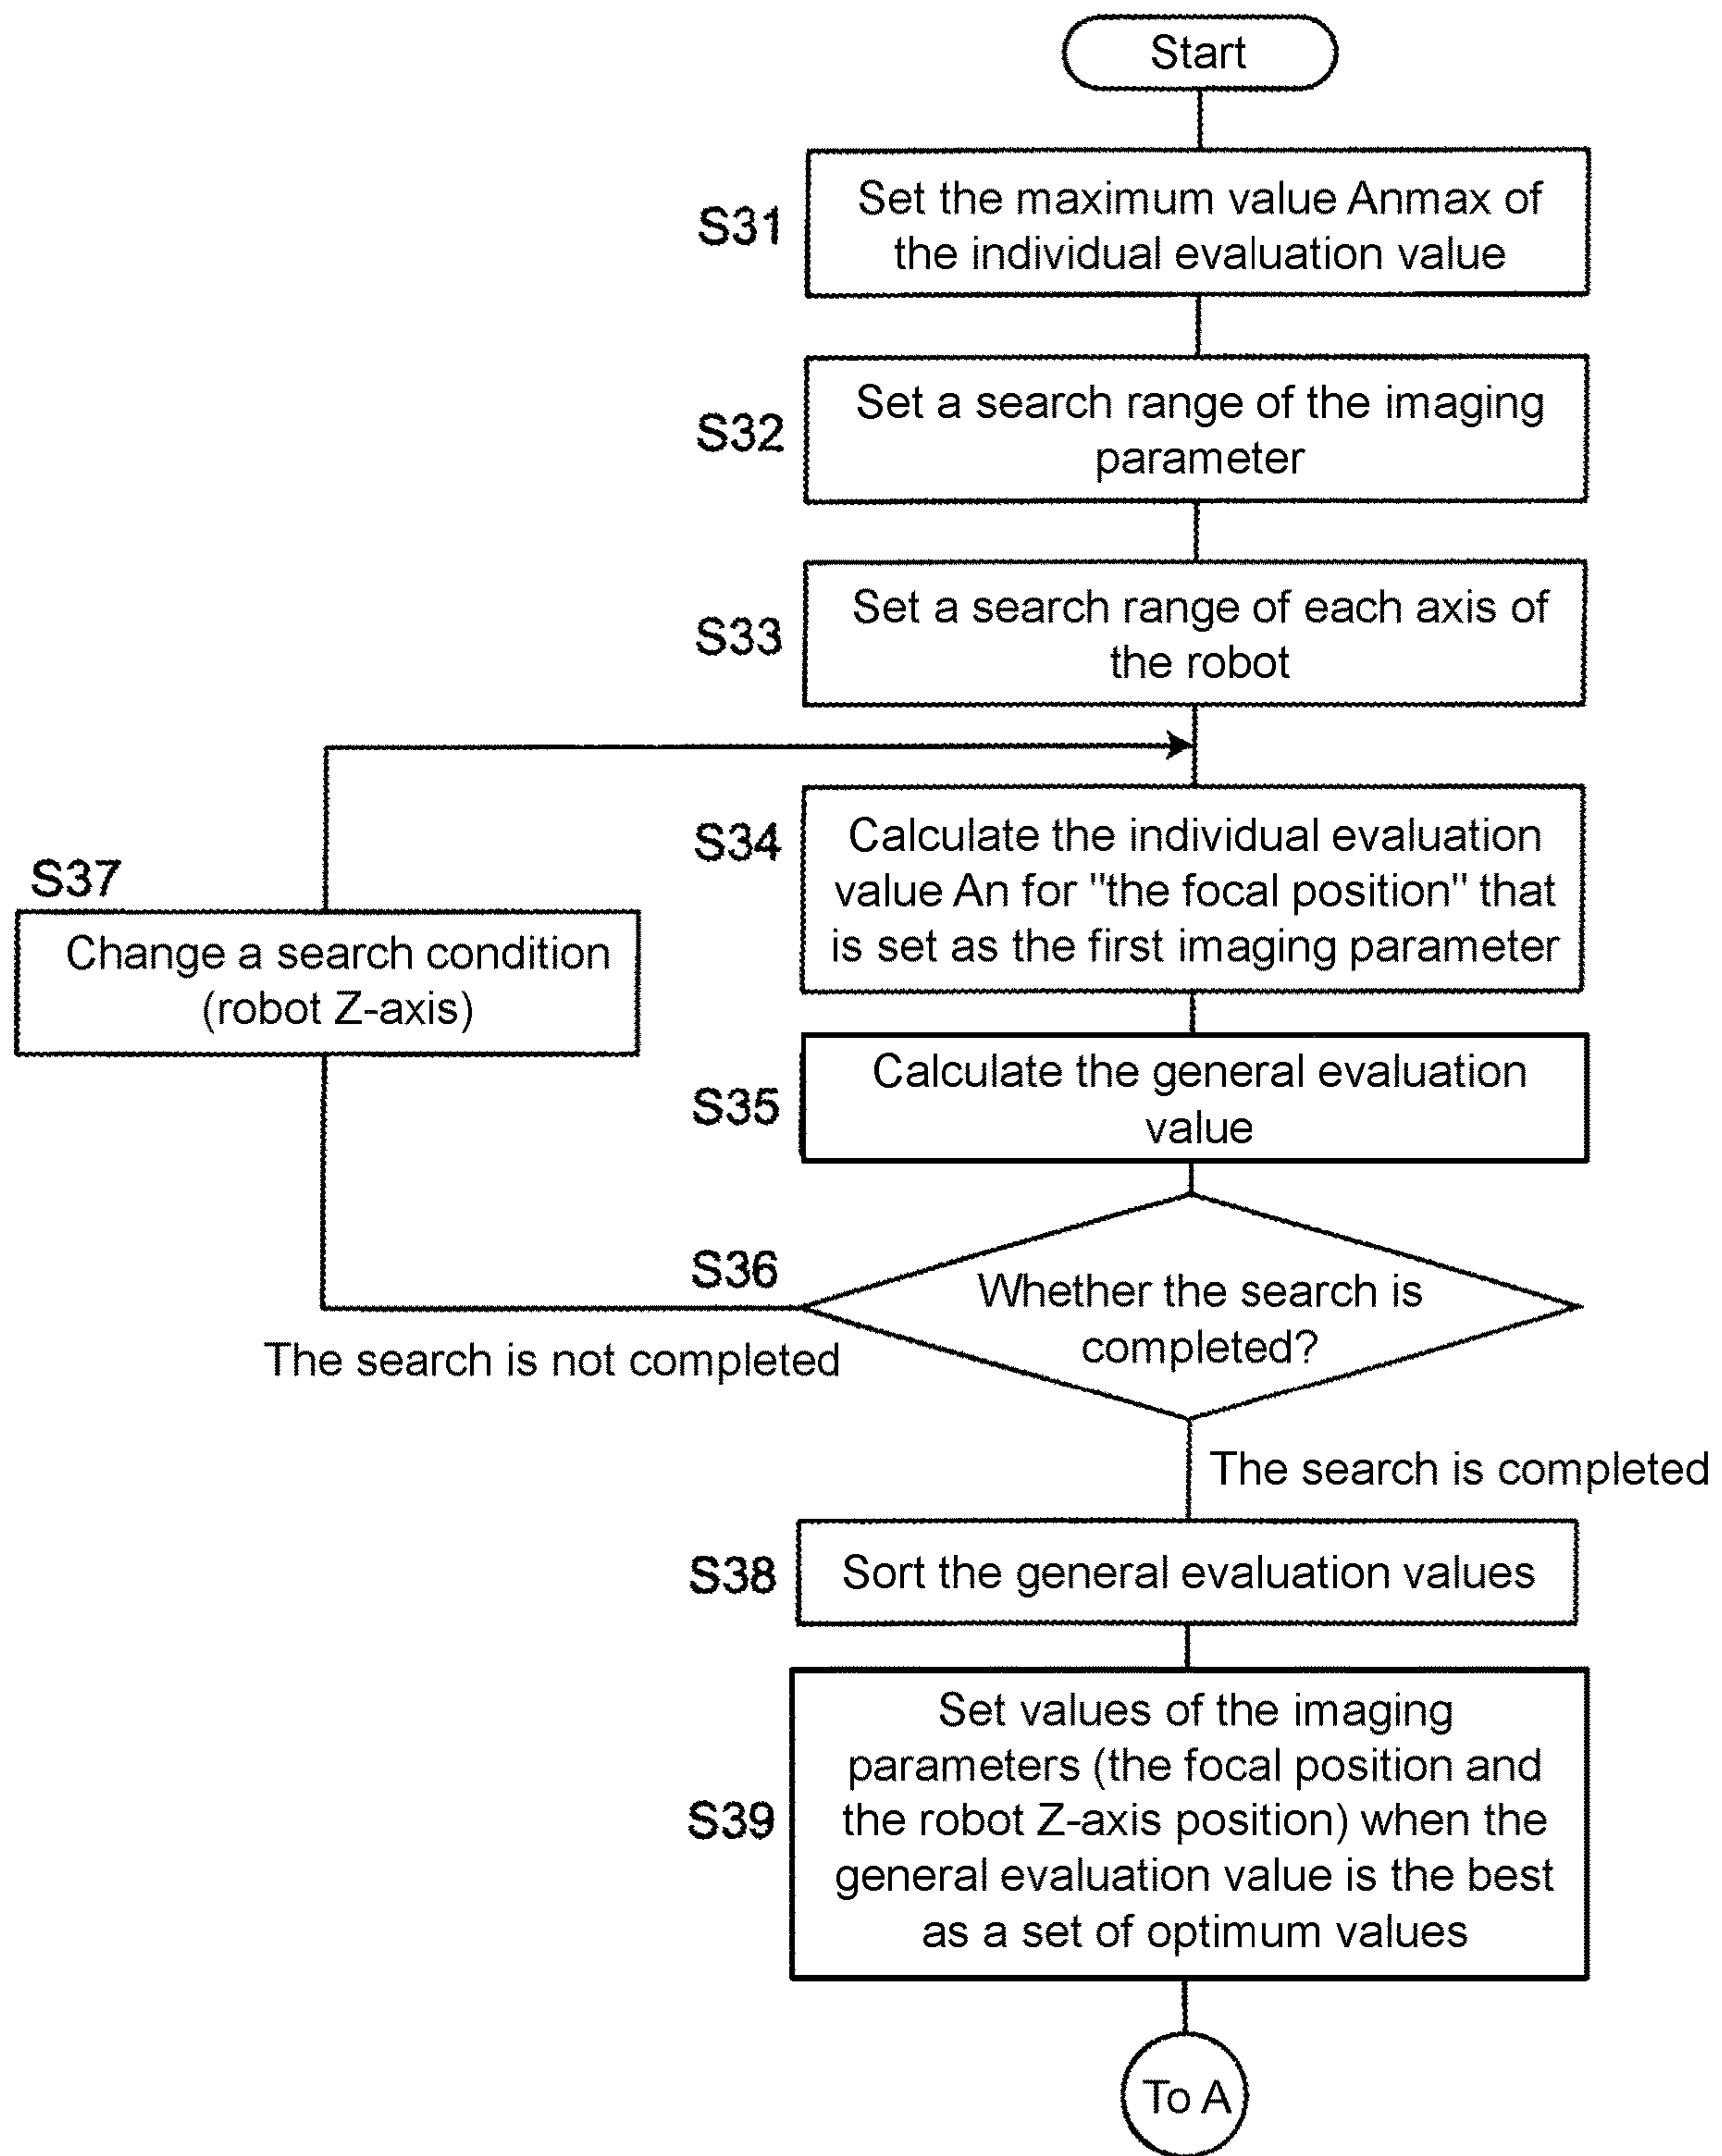 Start
S31
Set the maximum value Anmax of
the individual evaluation value
S32
Set a search range of the imaging
parameter
S33
Set a search range of each axis of
the robot
S34
Calculate the individual evaluation
value An for "the focal position" that
is set as the first imaging parameter
S37
Change a search condition
(robot Z-axis)
S35
Calculate the general evaluation
value
S36
Whether the search is
completed?
The search is not completed
The search is completed
S38
Sort the general evaluation values
S39
Set values of the imaging
parameters (the focal position and
the robot Z-axis position) when the
general evaluation value is the best
as a set of optimum values
To A